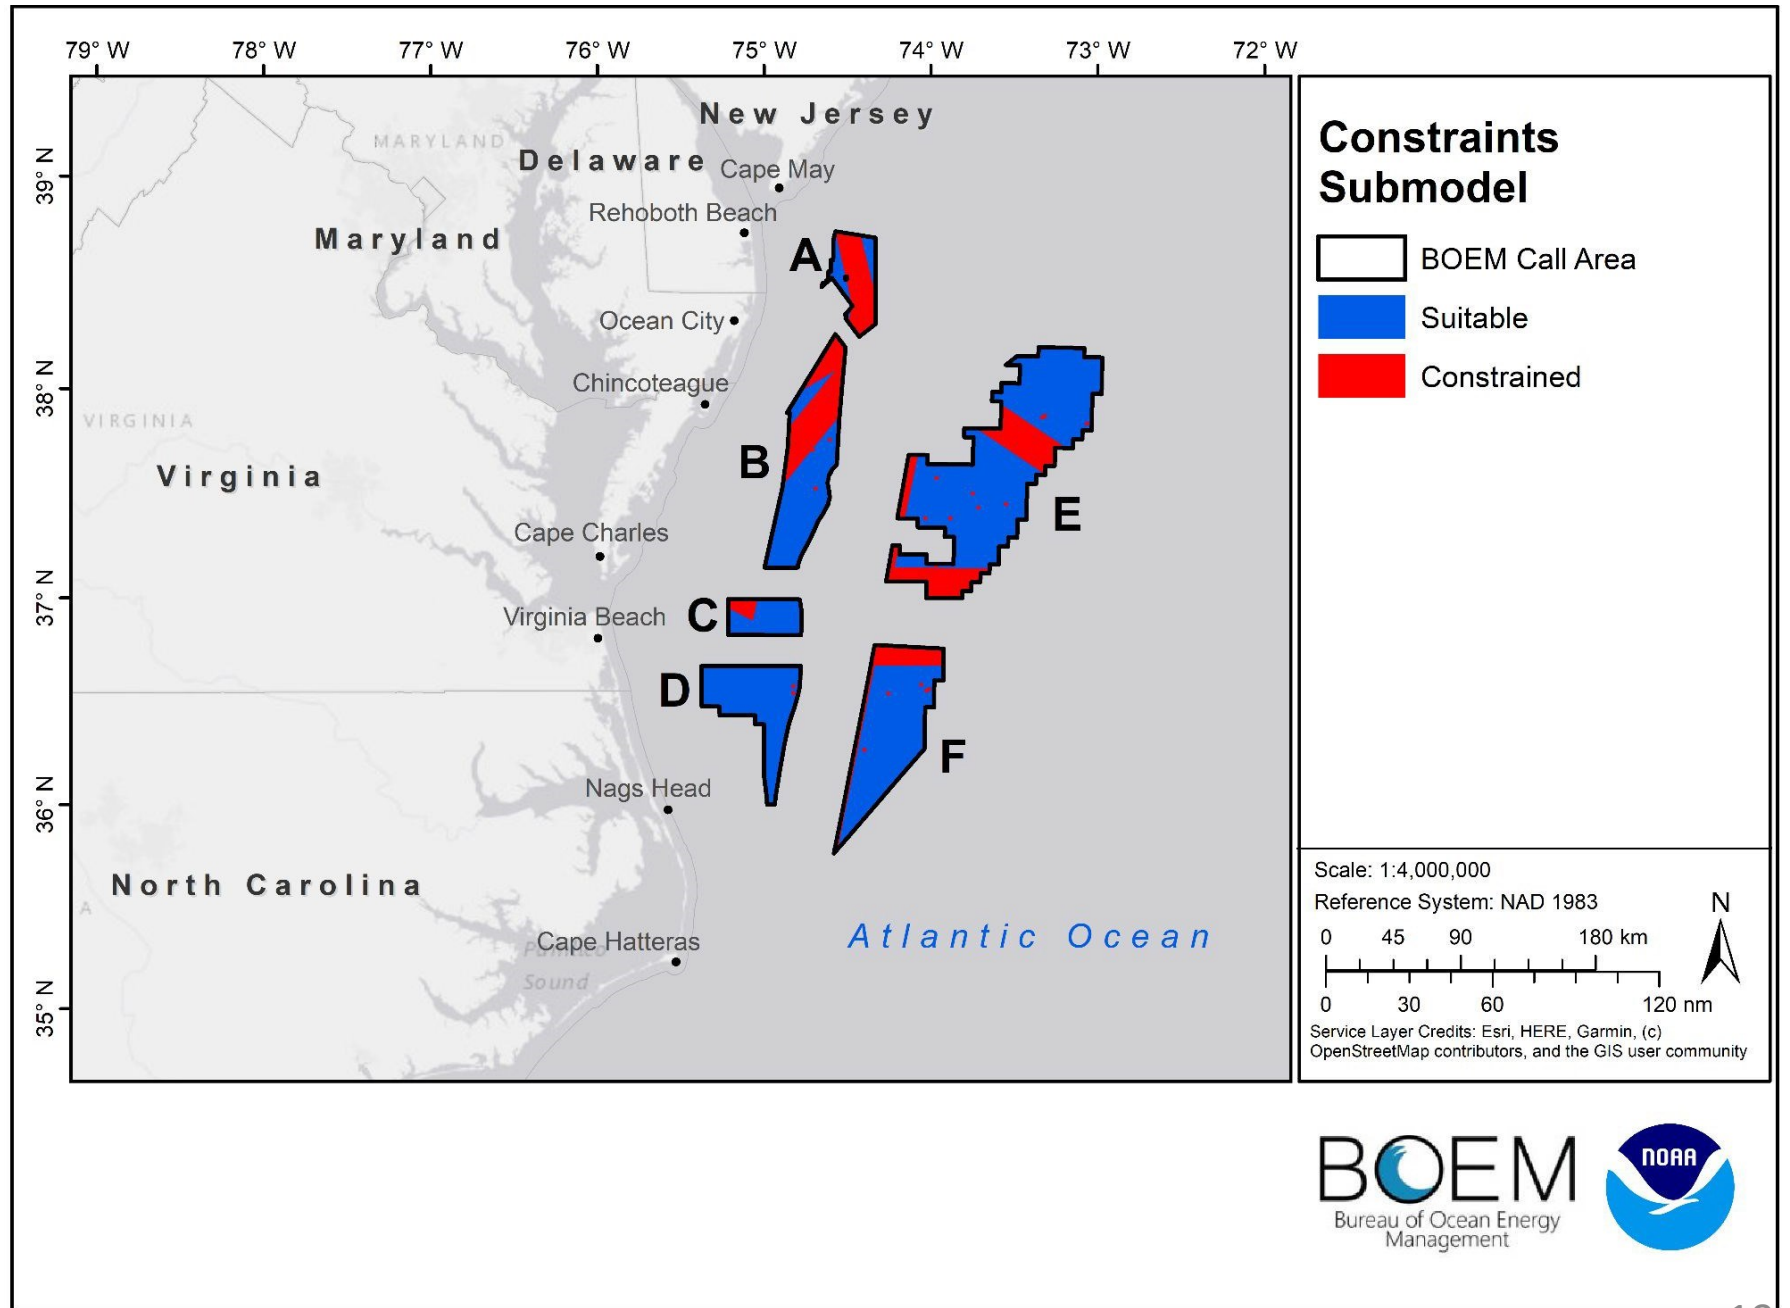 79° W 78° W 77° W 76° W 75° W 74° W 73° W 72° W
39° N
38° N
37° N
36° N
35° N
New Jersey
MARYLAND
Delaware
Cape May
Rehoboth Beach
Maryland
A
Ocean City
Chincoteague
VIRGINIA
B
Virginia
E
Cape Charles
Virginia Beach
C
D
F
Nags Head
North Carolina
A
Atlantic Ocean
Cape Hatteras
Pamlico
Sound
Constraints
Submodel
BOEM Call Area
Suitable
Constrained
Scale: 1:4,000,000
Reference System: NAD 1983
N
0 45 90 180 km
0 30 60 120 nm
Service Layer Credits: Esri, HERE, Garmin, (c)
OpenStreetMap contributors, and the GIS user community
BOEM
Bureau of Ocean Energy
Management
NOAA